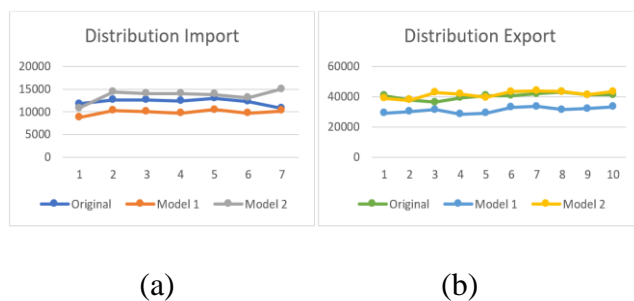 Distribution Import
20000
15000
10000
5000
0
1 2 3 4 5 6 7
Original Model 1 Model 2
Distribution Export
60000
40000
20000
0
1 2 3 4 5 6 7 8 9 10
Original Model 1 Model 2
(a) (b)